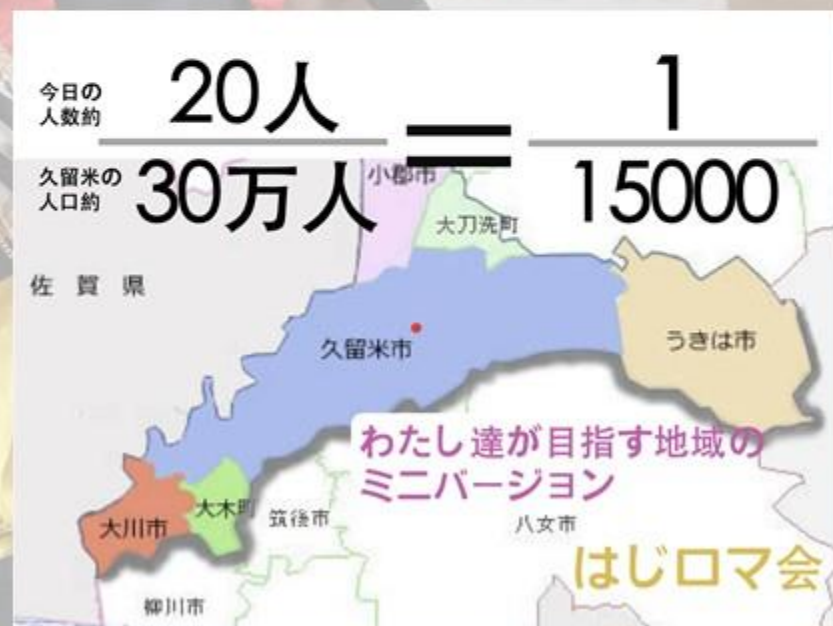 今日の
人数約
20人
久留米の
人口約
30万人
=
1
15000
小郡市
大刀洗町
佐賀県
久留米市
うきは市
わたし達が目指す地域の
ミニバージョン
大川市
大木町
筑後市
八女市
はじロマ会
柳川市